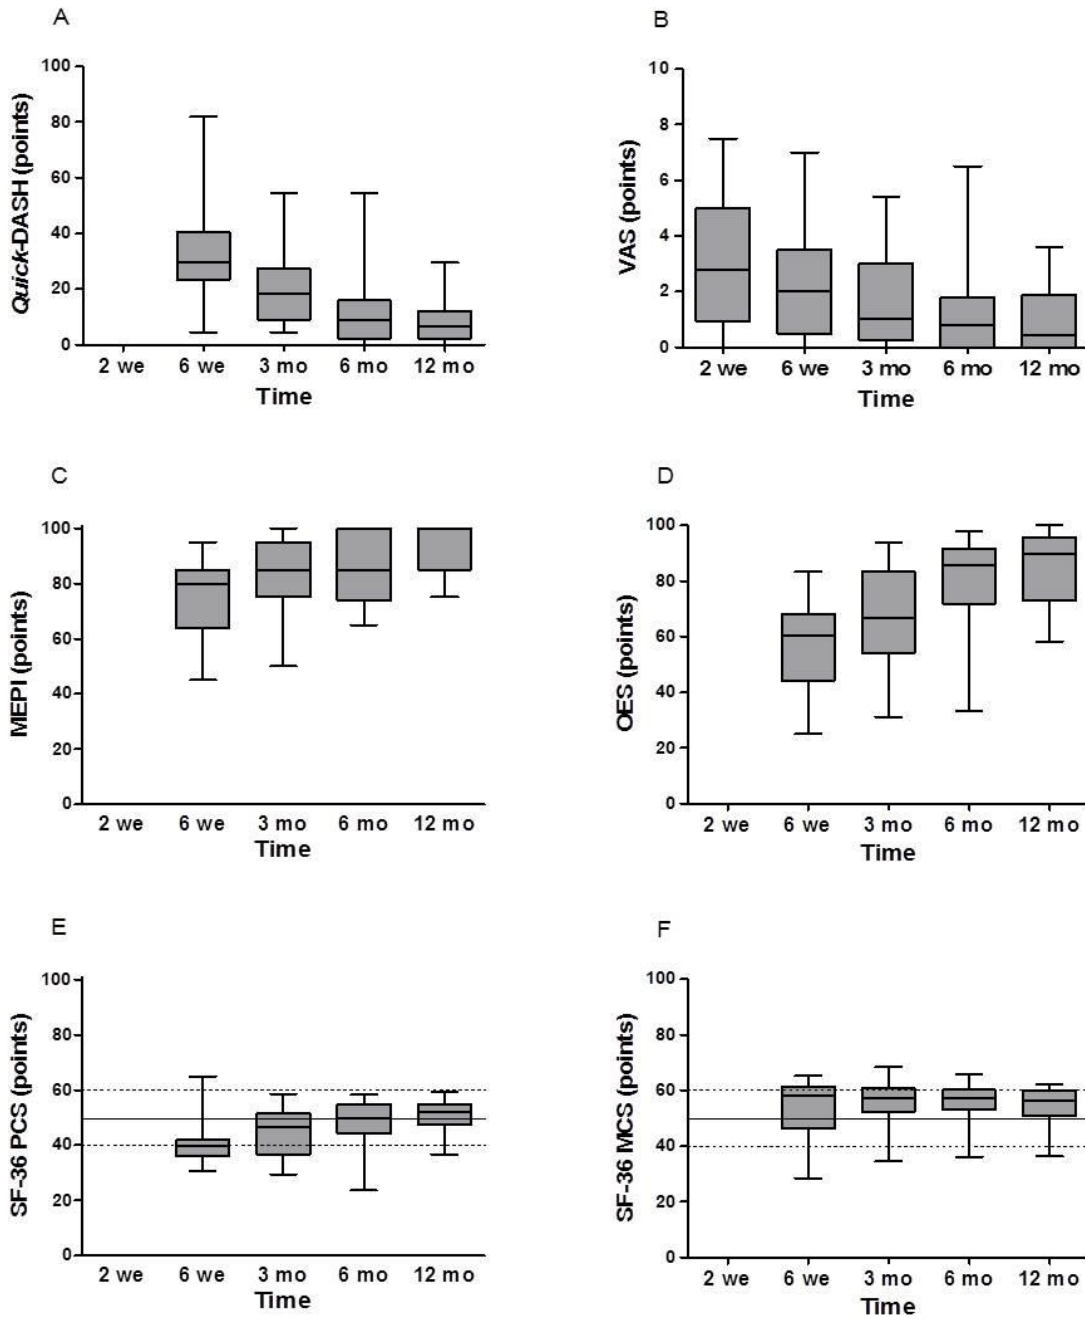 A
Quick-DASH (points)
100
80
60
40
20
0
2 we 6 we 3 mo 6 mo 12 mo
Time
B
VAS (points)
10
8
6
4
2
0
2 we 6 we 3 mo 6 mo 12 mo
Time
C
MEPI (points)
100
80
60
40
20
0
2 we 6 we 3 mo 6 mo 12 mo
Time
D
OES (points)
100
80
60
40
20
0
2 we 6 we 3 mo 6 mo 12 mo
Time
E
SF-36 PCS (points)
100
80
60
40
20
0
2 we 6 we 3 mo 6 mo 12 mo
Time
F
SF-36 MCS (points)
100
80
60
40
20
0
2 we 6 we 3 mo 6 mo 12 mo
Time